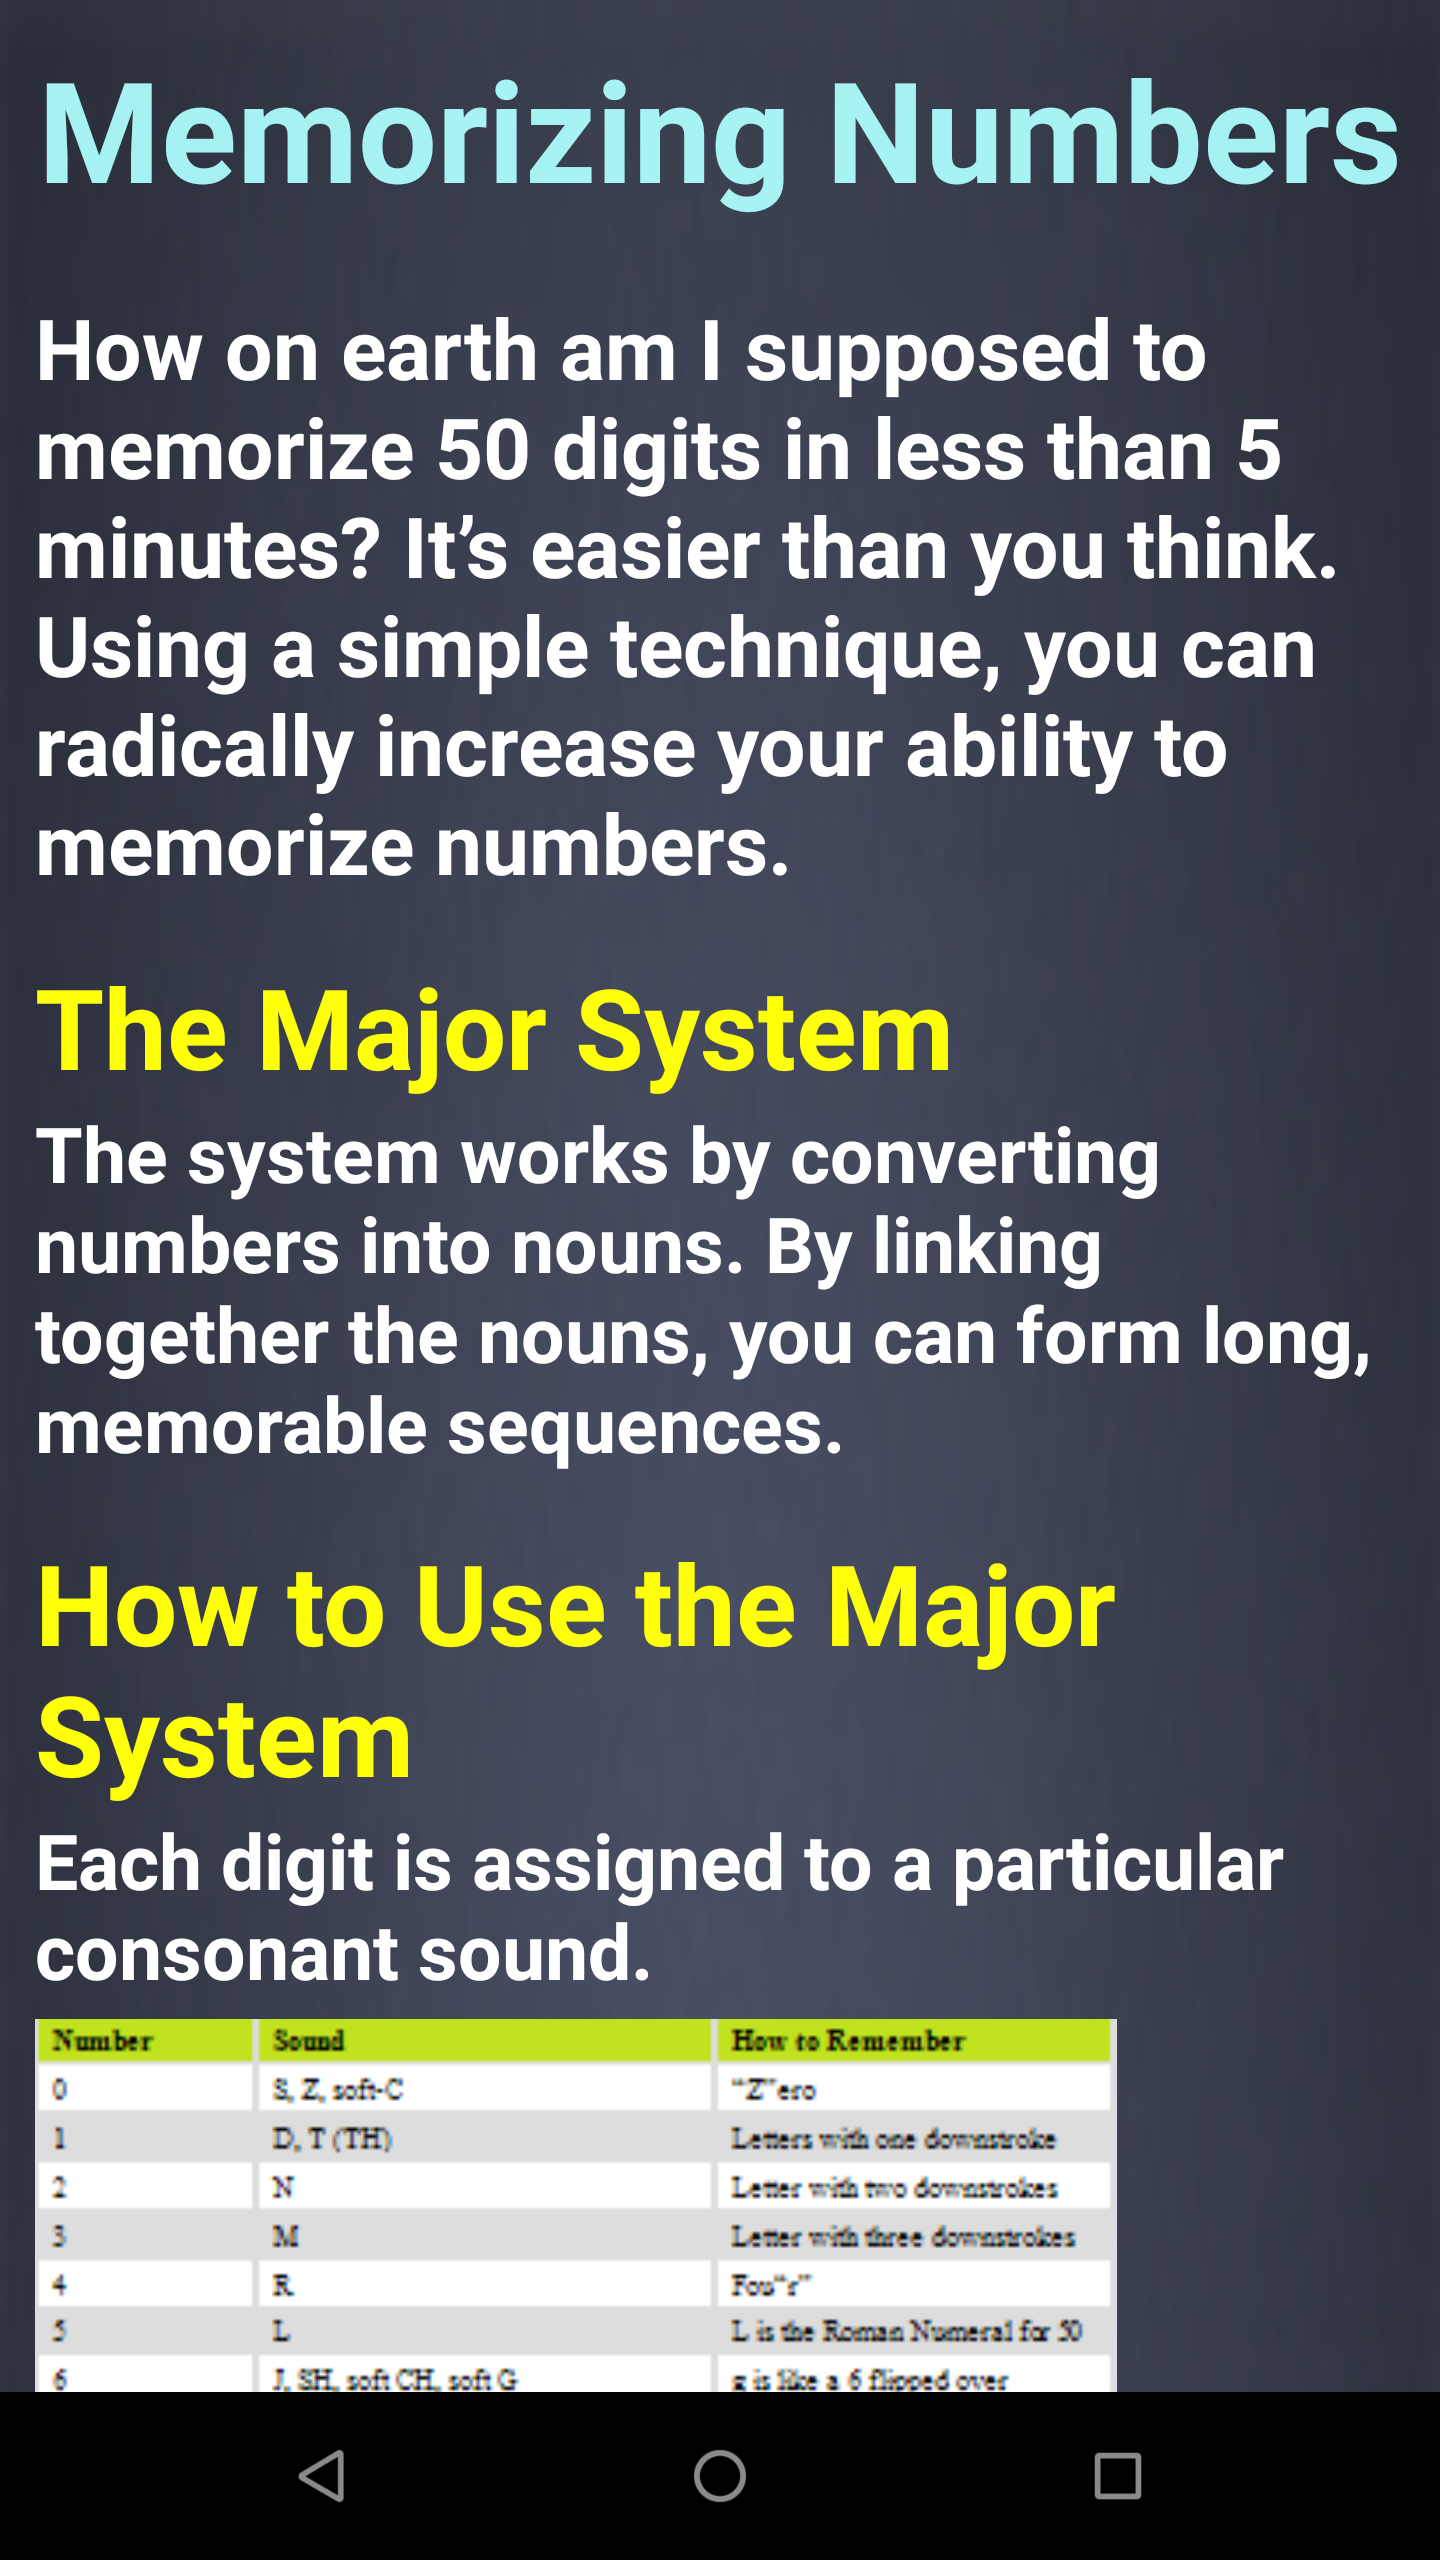 Memorizing Numbers
How on earth am I supposed to
memorize 50 digits in less than 5
minutes? It’s easier than you think.
Using a simple technique, you can
radically increase your ability to
memorize numbers.
The Major System
The system works by converting
numbers into nouns. By linking
together the nouns, you can form long,
memorable sequences.
How to Use the Major
System
Each digit is assigned to a particular
consonant sound.
Number Sound How to Remember
0 S, Z, soft-C “Z”ero
1 D, T (TH) Letters with one downstroke
2 N Letter with two downstrokes
3 M Letter with three downstrokes
4 R Fou“r”
5 L L is the Roman Numeral for 50
6 J, SH, soft CH, soft G g is like a 6 flipped over